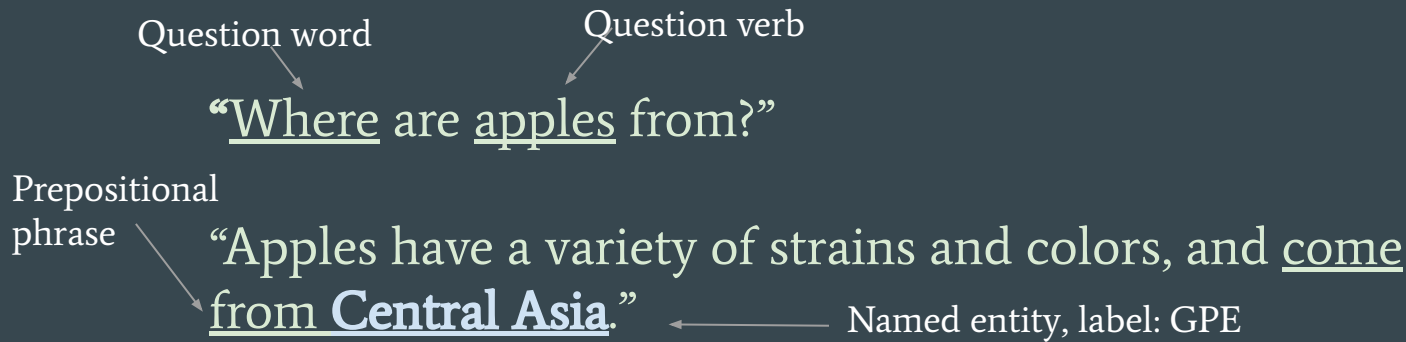 Question word
Question verb
“Where are apples from?”
Prepositional
phrase
“Apples have a variety of strains and colors, and come
from Central Asia.”
Named entity, label: GPE